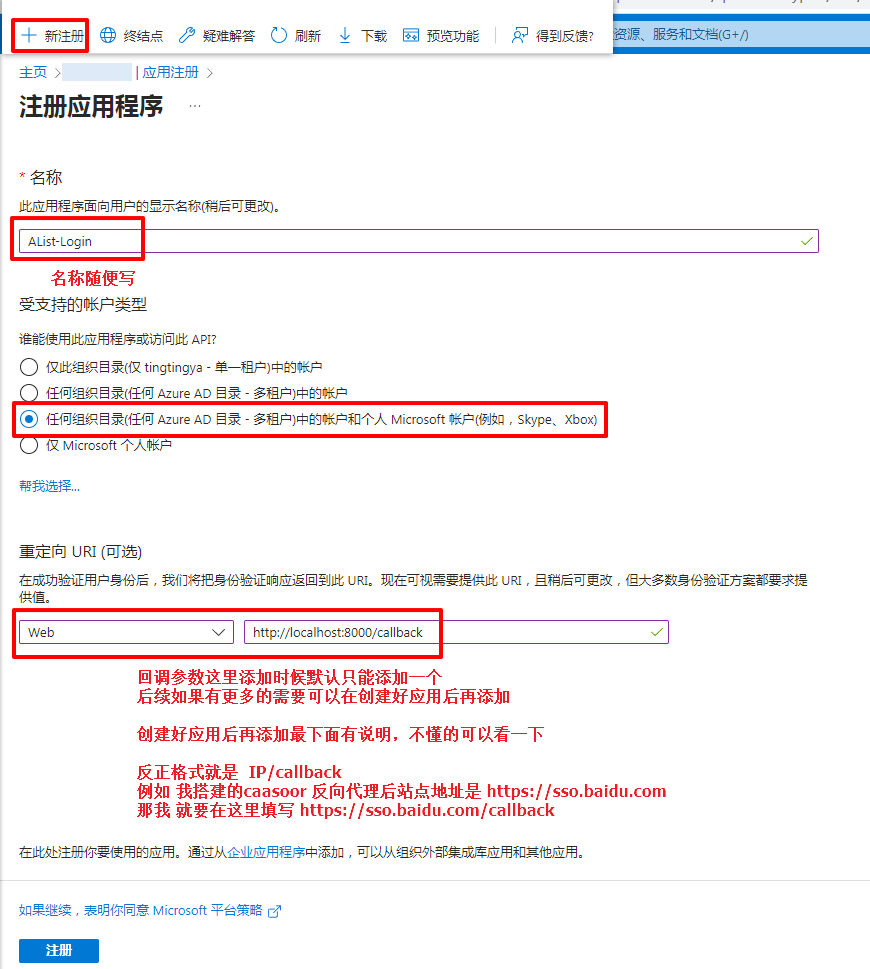 新注册 终结点 疑难解答 刷新 下载 预览功能 得到反馈? 资源、服务和文档(G+/)
主页 > | 应用注册 >
注册应用程序 ...
* 名称
此应用程序面向用户的显示名称(稍后可更改)。
AList-Login
名称随便写
受支持的帐户类型
谁能使用此应用程序或访问此 API?
仅此组织目录(仅 tingtingya - 单一租户)中的帐户
任何组织目录(任何 Azure AD 目录 - 多租户)中的帐户
任何组织目录(任何 Azure AD 目录 - 多租户)中的帐户和个人 Microsoft 帐户(例如，Skype、Xbox)
仅 Microsoft 个人帐户
帮我选择...
重定向 URI (可选)
在成功验证用户身份后，我们将把身份验证响应返回到此 URI。现在可视需要提供此 URI，且稍后可更改，但大多数身份验证方案都要求提
供值。
Web http://localhost:8000/callback
回调参数这里添加时候默认只能添加一个
后续如果有更多的需要可以在创建好应用后再添加
创建好应用后再添加最下面有说明，不懂的可以看一下
反正格式就是 IP/callback
例如 我搭建的caasoor 反向代理后站点地址是 https://sso.baidu.com
那我 就要在这里填写 https://sso.baidu.com/callback
在此处注册你要使用的应用。通过从企业应用程序中添加，可以从组织外部集成库应用和其他应用。
如果继续，表明你同意 Microsoft 平台策略
注册